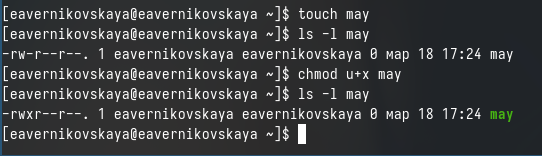 [eavernikovskaya@eavernikovskaya ~]$ touch may
[eavernikovskaya@eavernikovskaya ~]$ ls -l may
-rw-r--r--. 1 eavernikovskaya eavernikovskaya 0 мар 18 17:24 may
[eavernikovskaya@eavernikovskaya ~]$ chmod u+x may
[eavernikovskaya@eavernikovskaya ~]$ ls -l may
-rwxr--r--. 1 eavernikovskaya eavernikovskaya 0 мар 18 17:24 may
[eavernikovskaya@eavernikovskaya ~]$